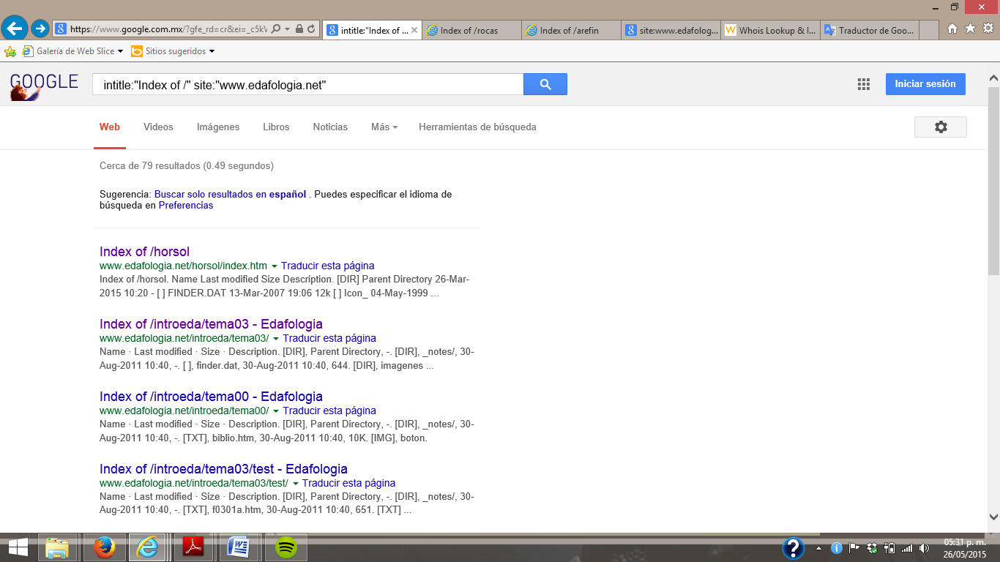 https://www.google.com.mx/?gfe_rd=cr&ei=_c5k
intitle:"Index of ...
Index of /rocas
Index of /arefin
site:www.edafolog...
Whois Lookup & I...
Traductor de Goo...
Galería de Web Slice
Sitios sugeridos
GOOGLE
intitle:"Index of /" site:"www.edafologia.net"
Iniciar sesión
Web
Videos
Imágenes
Libros
Noticias
Más
Herramientas de búsqueda
Cerca de 79 resultados (0.49 segundos)
Sugerencia: Buscar solo resultados en español . Puedes especificar el idioma de
búsqueda en Preferencias
Index of /horsol
www.edafologia.net/horsol/index.htm Traducir esta página
Index of /horsol. Name Last modified Size Description. [DIR] Parent Directory 26-Mar-
2015 10:20 - [ ] FINDER.DAT 13-Mar-2007 19:06 12k [ ] Icon_ 04-May-1999 ...
Index of /introeda/tema03 - Edafologia
www.edafologia.net/introeda/tema03/ Traducir esta página
Name · Last modified · Size · Description. [DIR], Parent Directory, -. [DIR], _notes/, 30-
Aug-2011 10:40, -. [ ], finder.dat, 30-Aug-2011 10:40, 644. [DIR], imagenes ...
Index of /introeda/tema00 - Edafologia
www.edafologia.net/introeda/tema00/ Traducir esta página
Name · Last modified · Size · Description. [DIR], Parent Directory, -. [DIR], _notes/, 30-
Aug-2011 10:40, -. [TXT], biblio.htm, 30-Aug-2011 10:40, 10K. [IMG], boton.
Index of /introeda/tema03/test - Edafologia
www.edafologia.net/introeda/tema03/test/ Traducir esta página
Name · Last modified · Size · Description. [DIR], Parent Directory, -. [DIR], _notes/, 30-
Aug-2011 10:40, -. [TXT], f0301a.htm, 30-Aug-2011 10:40, 651. [TXT] ...
05:31 p. m.
26/05/2015